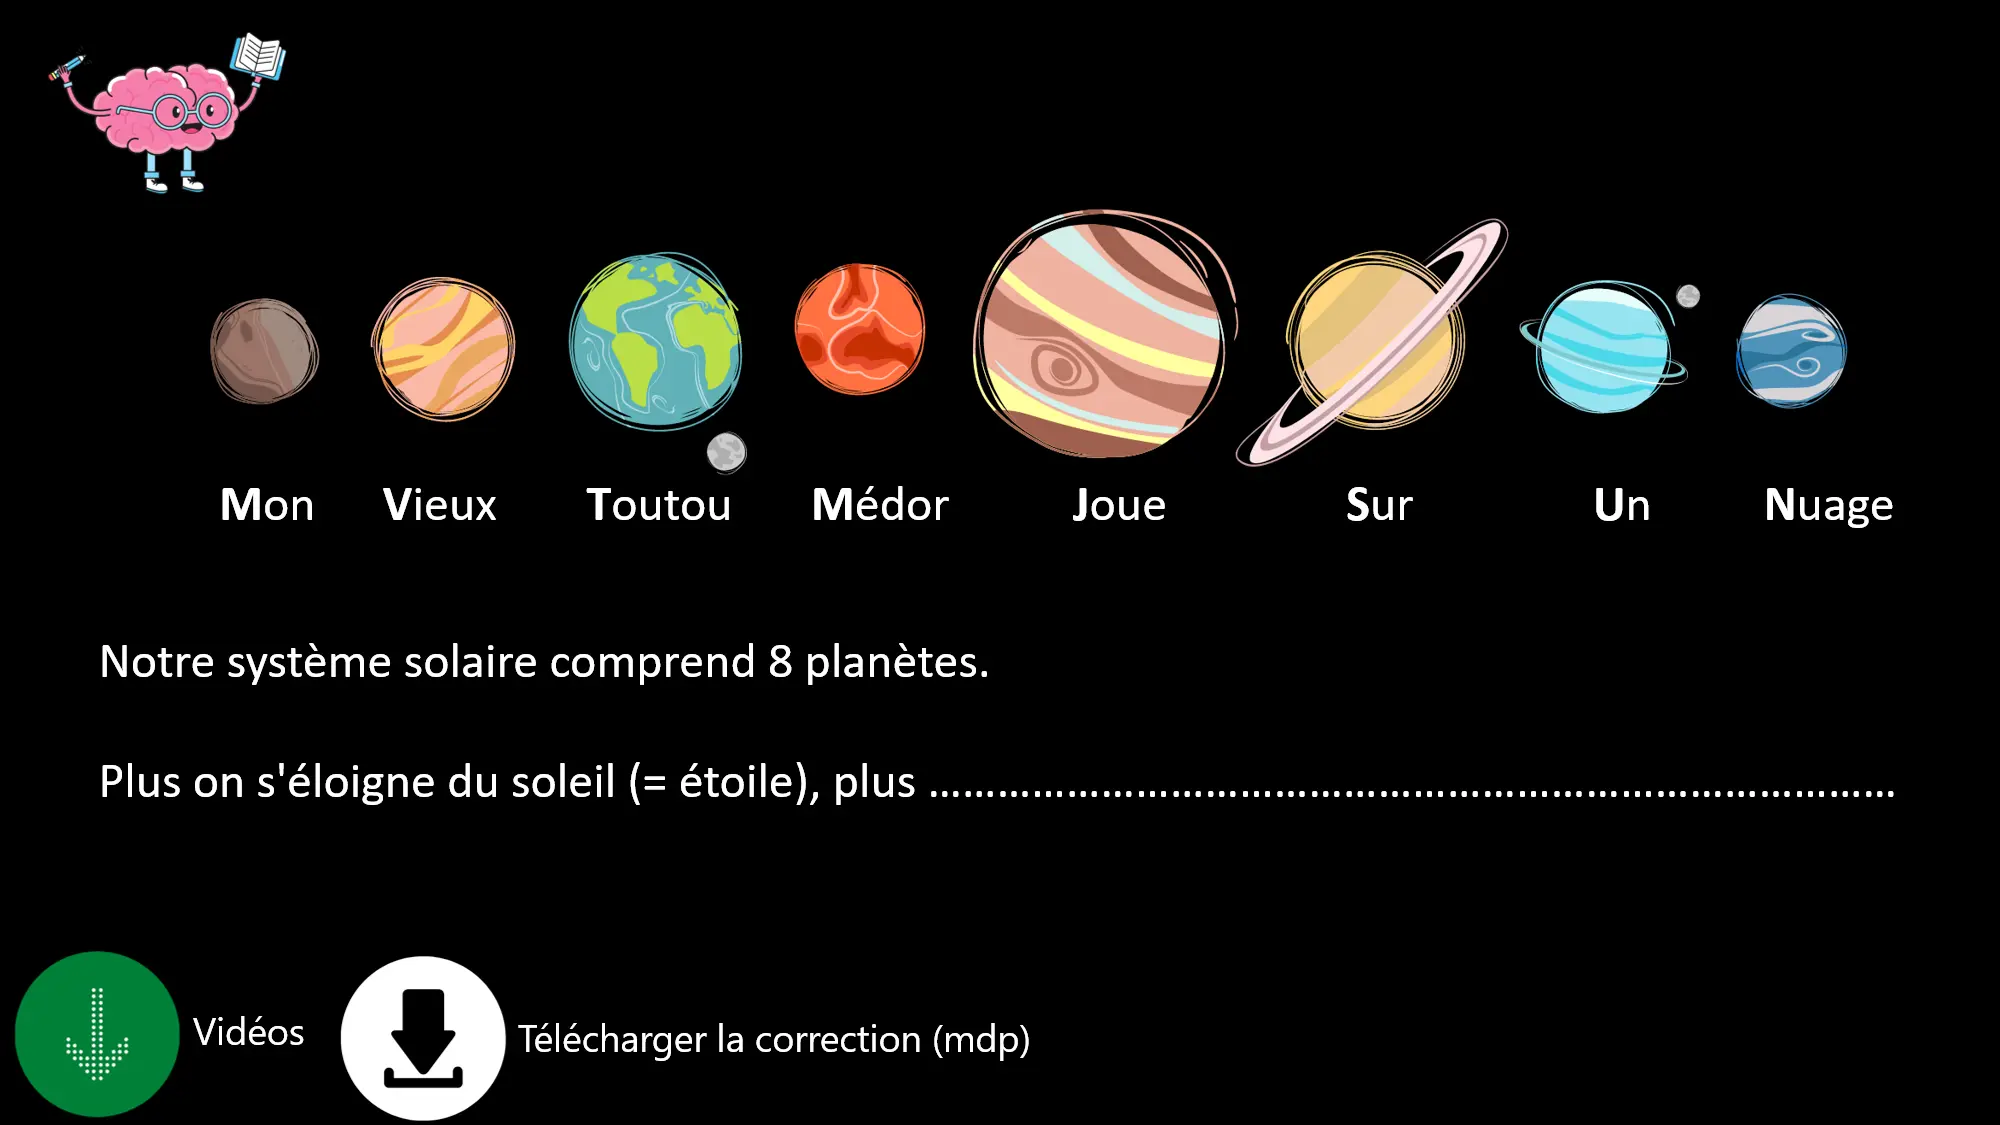 Mon Vieux Toutou Médor Joue Sur Un Nuage
Notre système solaire comprend 8 planètes.
Plus on s'éloigne du soleil (= étoile), plus ........................................................................
Vidéos
Télécharger la correction (mdp)